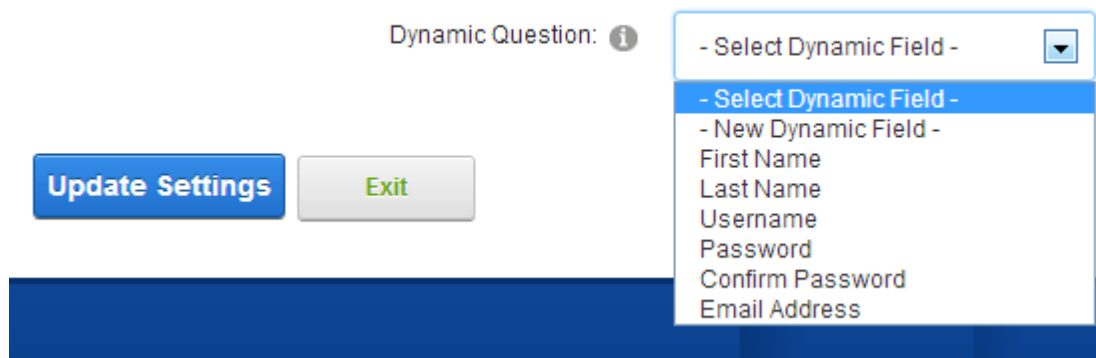 Dynamic Question:
- Select Dynamic Field -
- Select Dynamic Field -
- New Dynamic Field -
First Name
Last Name
Username
Password
Confirm Password
Email Address
Update Settings
Exit